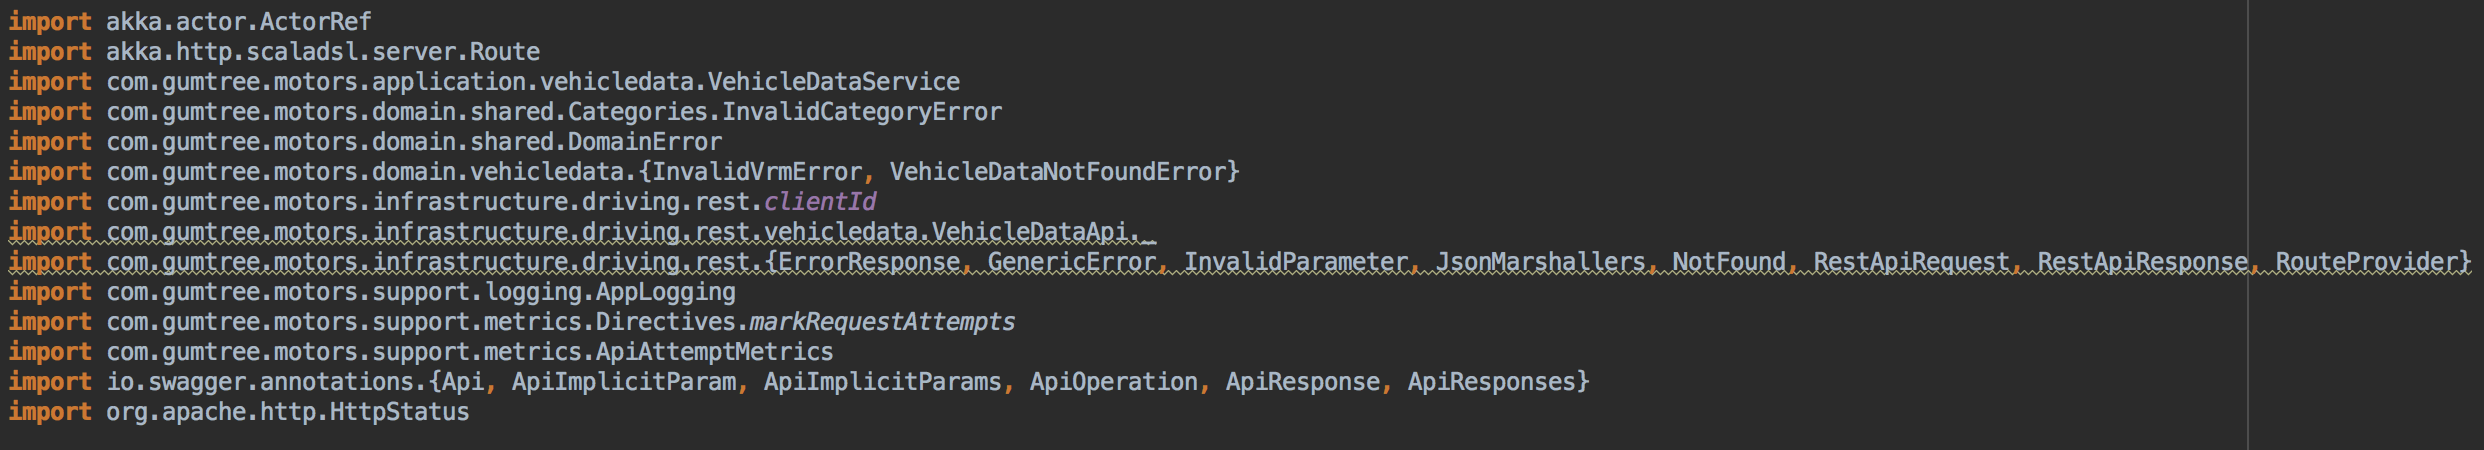 import akka.actor.ActorRef
import akka.http.scaladsl.server.Route
import com.gumtree.motors.application.vehicledata.VehicleDataService
import com.gumtree.motors.domain.shared.Categories.InvalidCategoryError
import com.gumtree.motors.domain.shared.DomainError
import com.gumtree.motors.domain.vehicledata.{InvalidVrmError, VehicleDataNotFoundError}
import com.gumtree.motors.infrastructure.driving.rest.clientId
import com.gumtree.motors.infrastructure.driving.rest.vehicledata.VehicleDataApi._
import com.gumtree.motors.infrastructure.driving.rest.{ErrorResponse, GenericError, InvalidParameter, JsonMarshallers, NotFound, RestApiRequest, RestApiResponse, RouteProvider}
import com.gumtree.motors.support.logging.AppLogging
import com.gumtree.motors.support.metrics.Directives.markRequestAttempts
import com.gumtree.motors.support.metrics.ApiAttemptMetrics
import io.swagger.annotations.{Api, ApiImplicitParam, ApiImplicitParams, ApiOperation, ApiResponse, ApiResponses}
import org.apache.http.HttpStatus